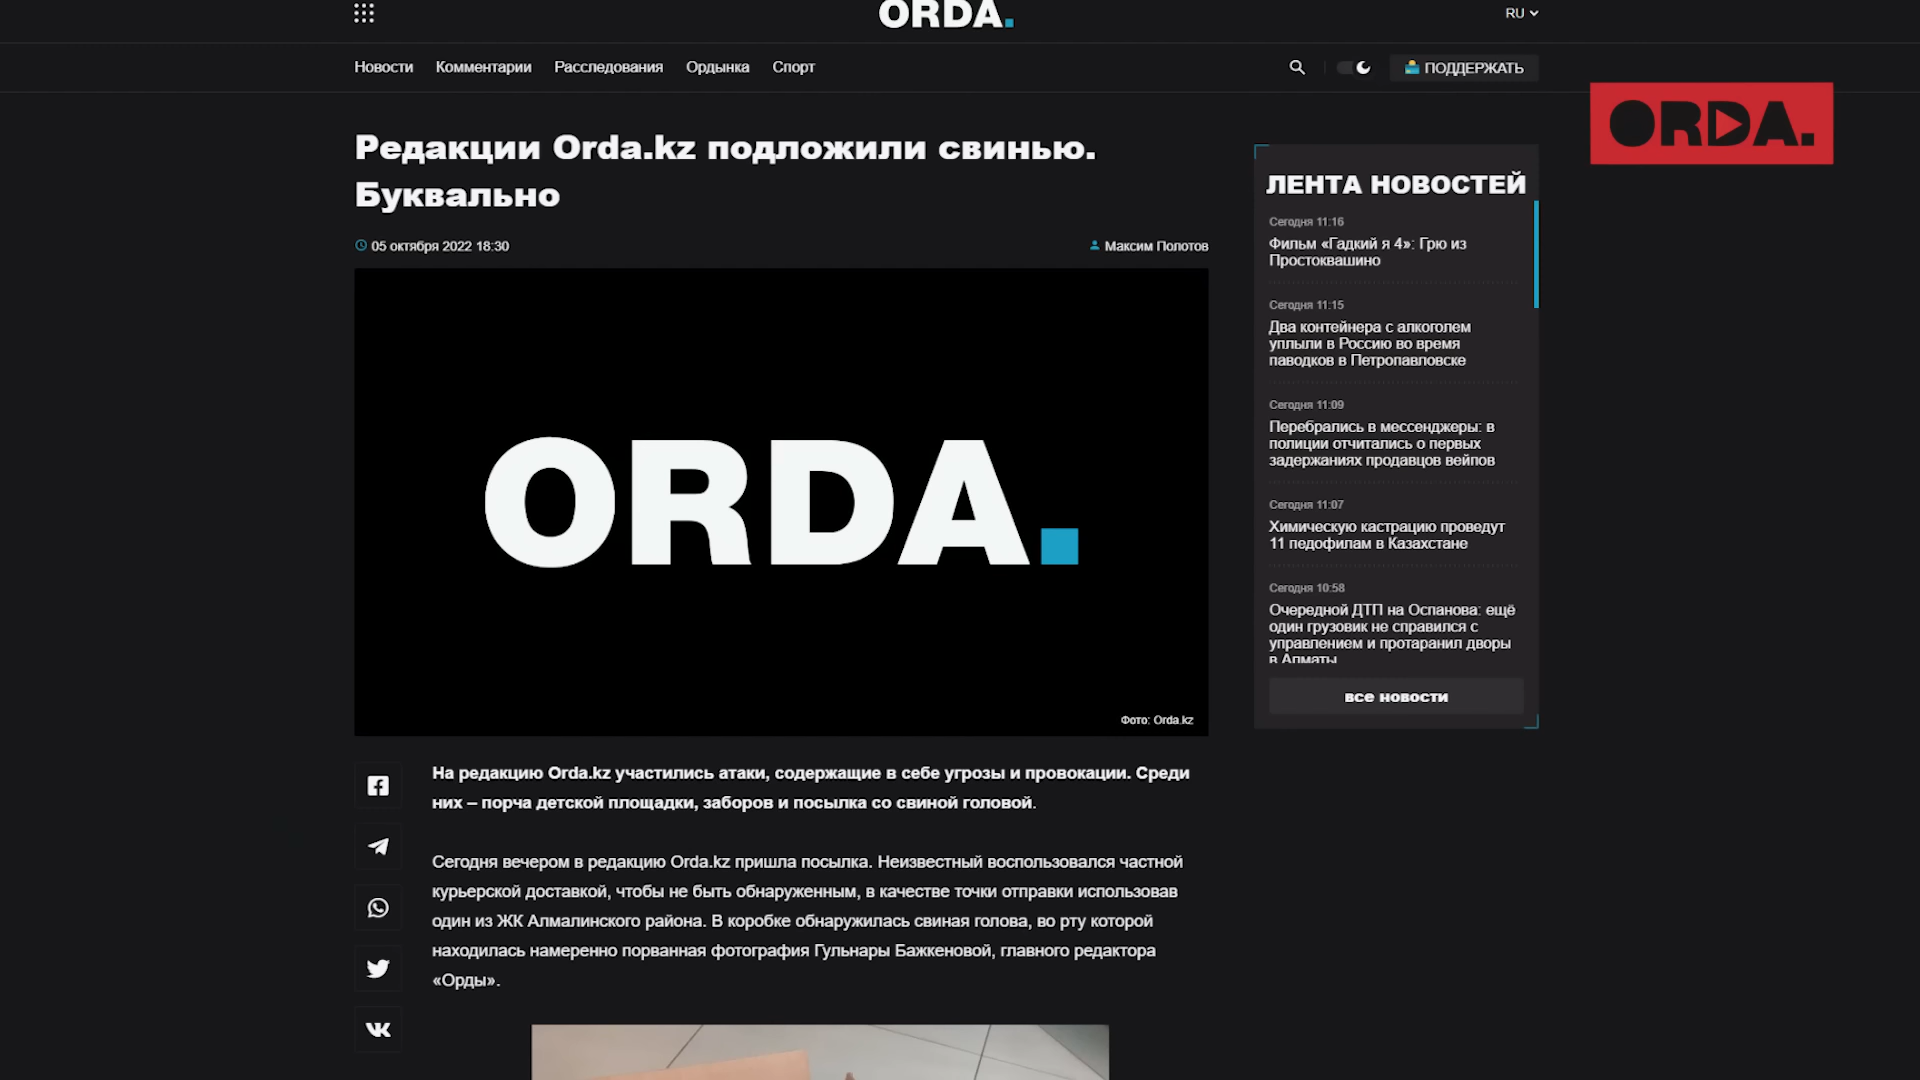 ORDA.
RU
Новости Комментарии Расследования Ордынка Спорт
ПОДДЕРЖАТЬ
ORDA.
Редакции Orda.kz подложили свинью.
Буквально
05 октября 2022 18:30
Максим Полотов
ORDA.
Фото: Orda.kz
На редакцию Orda.kz участились атаки, содержащие в себе угрозы и провокации. Среди
них – порча детской площадки, заборов и посылка со свиной головой.
Сегодня вечером в редакцию Orda.kz пришла посылка. Неизвестный воспользовался частной
курьерской доставкой, чтобы не быть обнаруженным, в качестве точки отправки использовав
один из ЖК Алмалинского района. В коробке обнаружилась свиная голова, во рту которой
находилась намеренно порванная фотография Гульнары Бажкеновой, главного редактора
«Орды».
ЛЕНТА НОВОСТЕЙ
Сегодня 11:16
Фильм «Гадкий я 4»: Грю из
Простоквашино
Сегодня 11:15
Два контейнера с алкоголем
уплыли в Россию во время
паводков в Петропавловске
Сегодня 11:09
Перебрались в мессенджеры: в
полиции отчитались о первых
задержаниях продавцов вейпов
Сегодня 11:07
Химическую кастрацию проведут
11 педофилам в Казахстане
Сегодня 10:58
Очередной ДТП на Оспанова: ещё
один грузовик не справился с
управлением и протаранил дворы
в Алматы
все новости